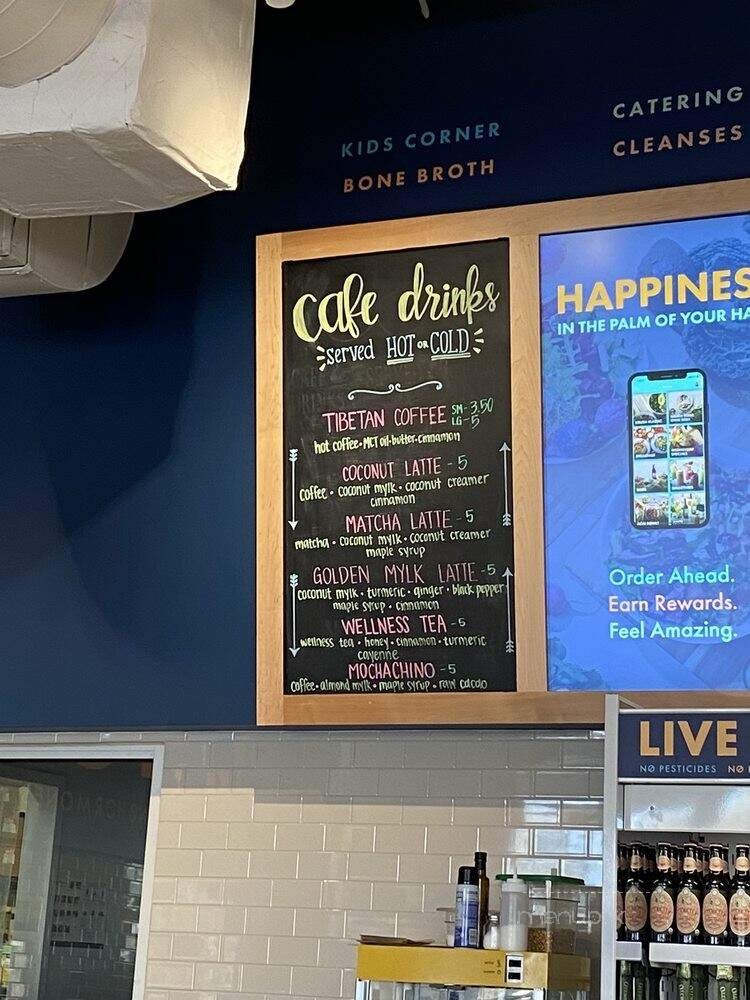 KIDS CORNER
BONE BROTH
CATERING
CLEANSES
Cafe drinks
served HOT or COLD
TIBETAN COFFEE SM-3.50
LG-5
hot coffee•MCT oil•butter•cinnamon
COCONUT LATTE - 5
coffee • coconut mylk • coconut creamer
cinnamon
MATCHA LATTE - 5
matcha • coconut mylk • coconut creamer
maple syrup
GOLDEN MYLK LATTE - 5
coconut mylk • turmeric • ginger • black pepper
maple syrup • cinnamon
WELLNESS TEA - 5
wellness tea • honey • cinnamon • turmeric
cayenne
MOCHACHINO - 5
coffee • almond mylk • maple syrup • raw cacao
HAPPINES
IN THE PALM OF YOUR HA
Order Ahead.
Earn Rewards.
Feel Amazing.
LIVE
NO PESTICIDES NO